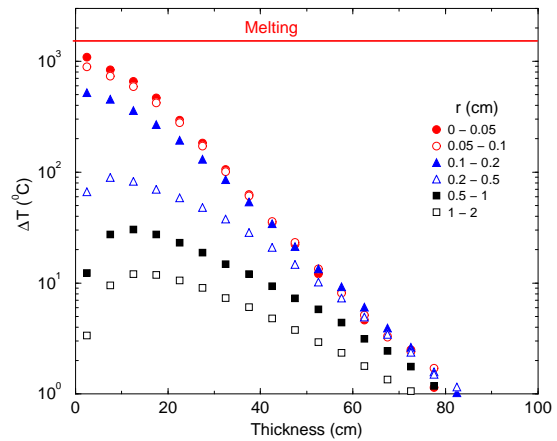 Melting
10³
10²
10¹
10⁰
ΔT (⁰C)
r (cm)
0 – 0.05
0.05 – 0.1
0.1 – 0.2
0.2 – 0.5
0.5 – 1
1 – 2
0 20 40 60 80 100
Thickness (cm)